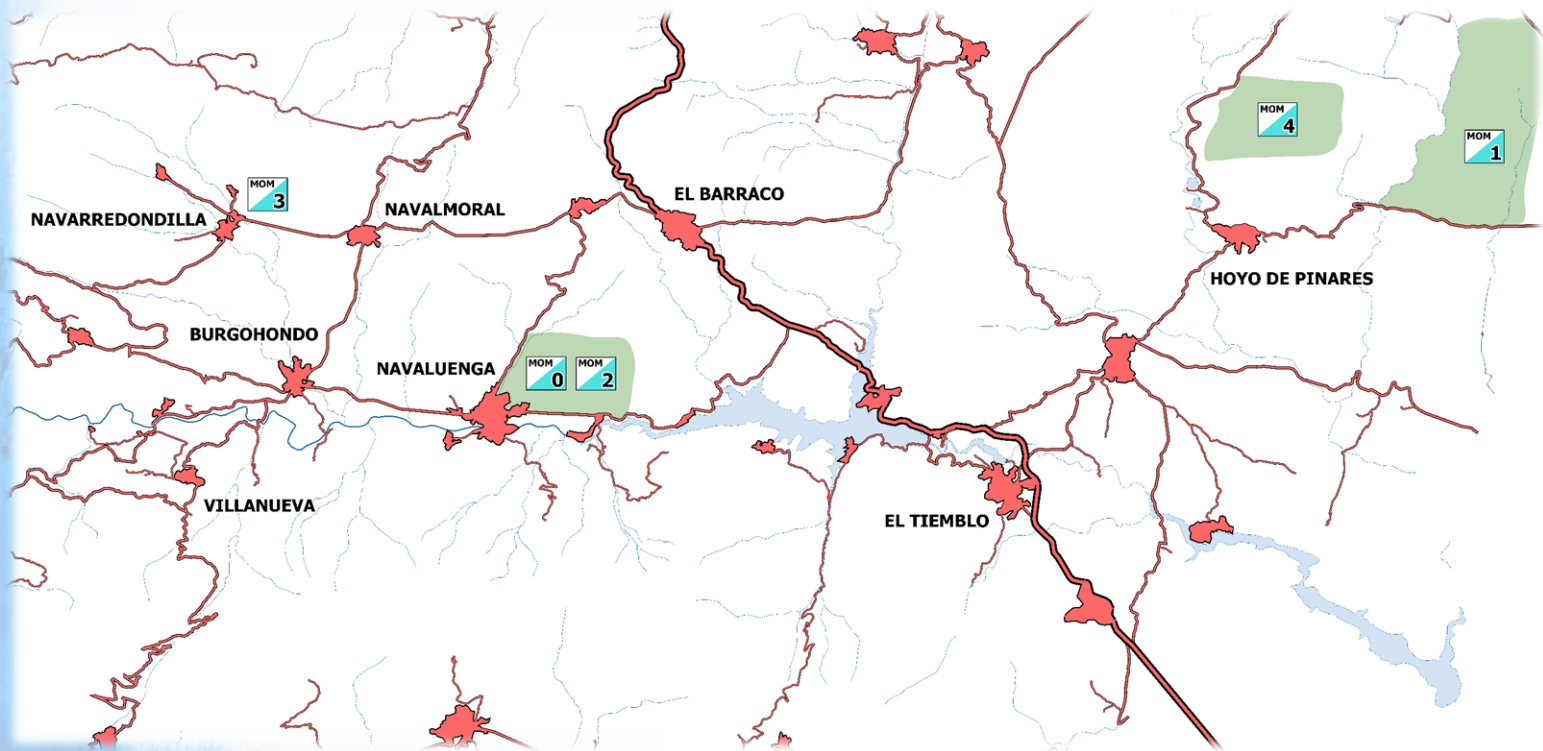 MOM
4
MOM
1
MOM
3
EL BARRACO
NAVARREDONDILLA
NAVALMORAL
HOYO DE PINARES
BURGOHONDO
NAVALUENGA
MOM
0
MOM
2
VILLANUEVA
EL TIEMBLO